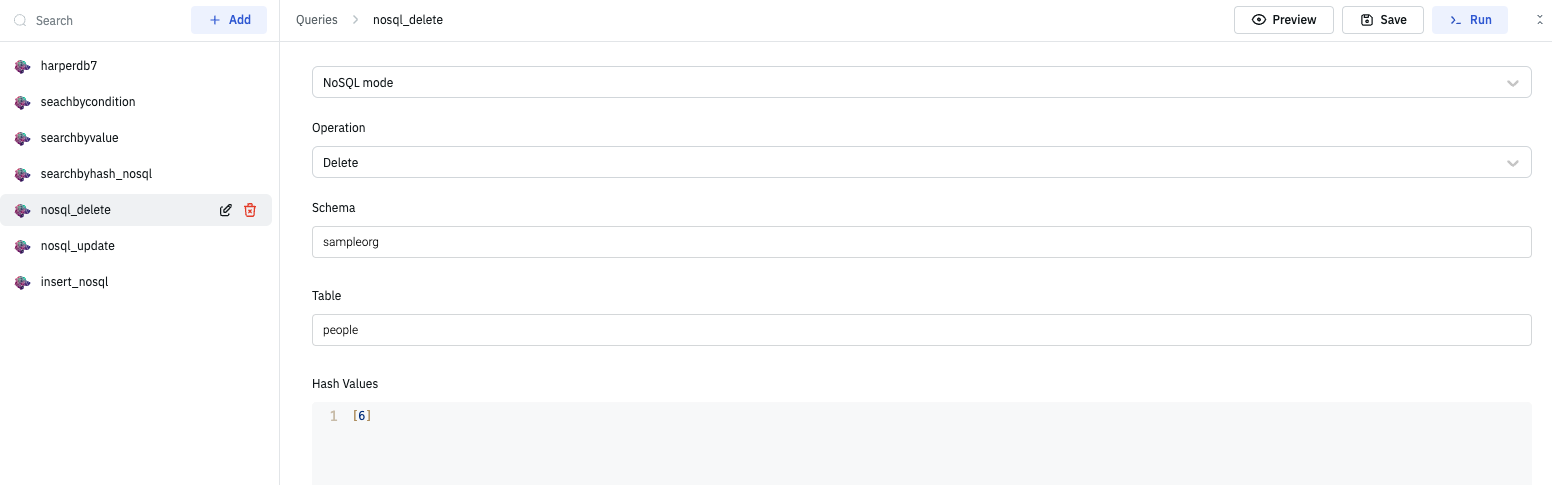 Search
Add
Queries
nosql_delete
Preview
Save
Run
harperdb7
seachbycondition
searchbyvalue
searchbyhash_nosql
nosql_delete
nosql_update
insert_nosql
NoSQL mode
Operation
Delete
Schema
sampleorg
Table
people
Hash Values
1 [6]